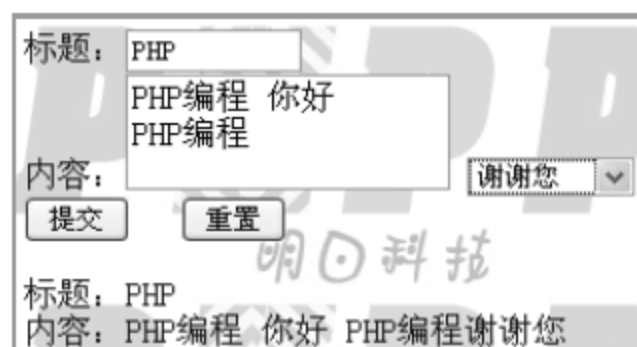 标题：PHP
PHP编程 你好
PHP编程
内容： 谢谢您
提交 重置
明日科技
标题：PHP
内容：PHP编程 你好 PHP编程谢谢您